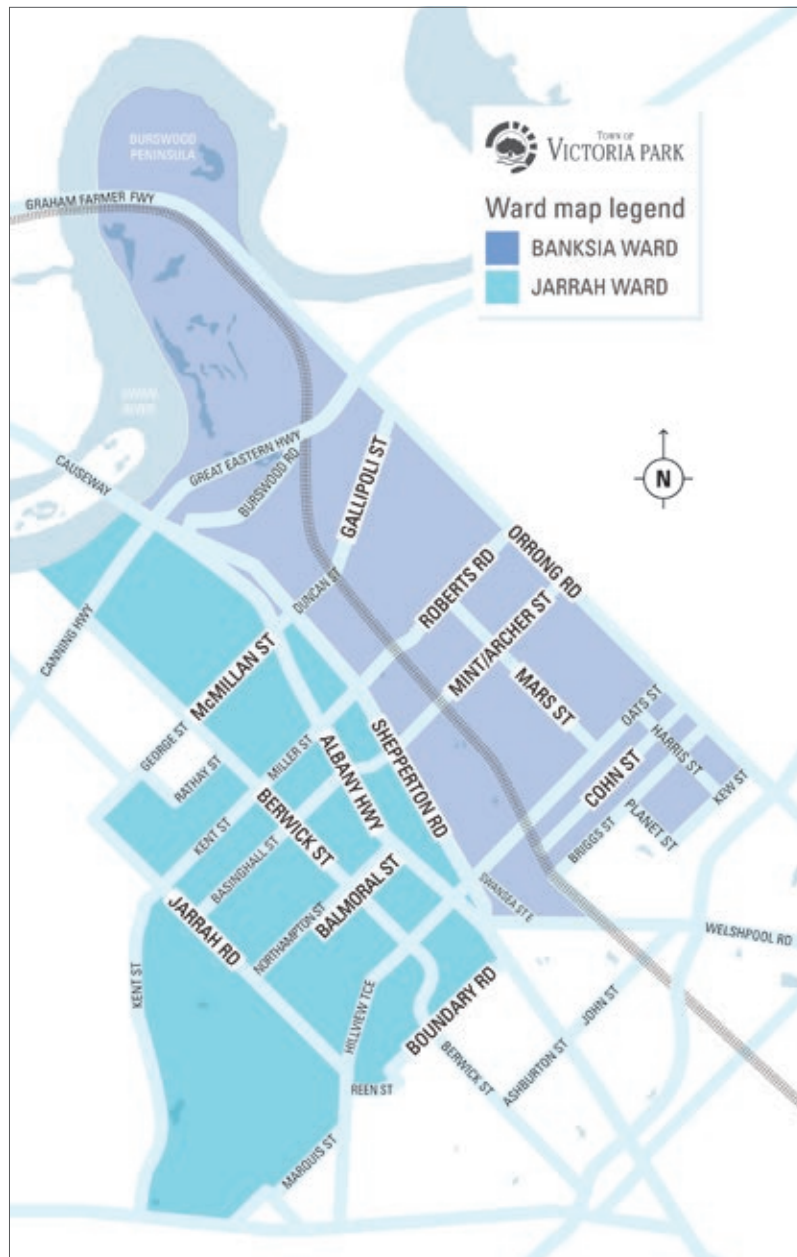 BURSWOOD
PENINSULA
TOWN OF
VICTORIA PARK
Ward map legend
BANKSIA WARD
JARRAH WARD
GRAHAM FARMER FWY
SWAN
RIVER
CAUSEWAY
GREAT EASTERN HWY
BURSWOOD RD
GALLIPOLI ST
N
CANNING HWY
DUNCAN ST
ROBERTS RD
ORRONG RD
McMILLAN ST
MINT/ARCHER ST
MARS ST
GEORGE ST
RATHAY ST
MILLER ST
ALBANY HWY
SHEPPERTON RD
OATS ST
HARRIS ST
KEW ST
COHN ST
KENT ST
BERWICK ST
BASINGHALL ST
BALMORAL ST
BRIGGS ST
PLANET ST
SWANSEA ST E
WELSHPOOL RD
JARRAH RD
NORTHAMPTON ST
KENT ST
HILLVIEW TCE
BOUNDARY RD
JOHN ST
ASHBURTON ST
BERWICK ST
REEN ST
MARQUIS ST